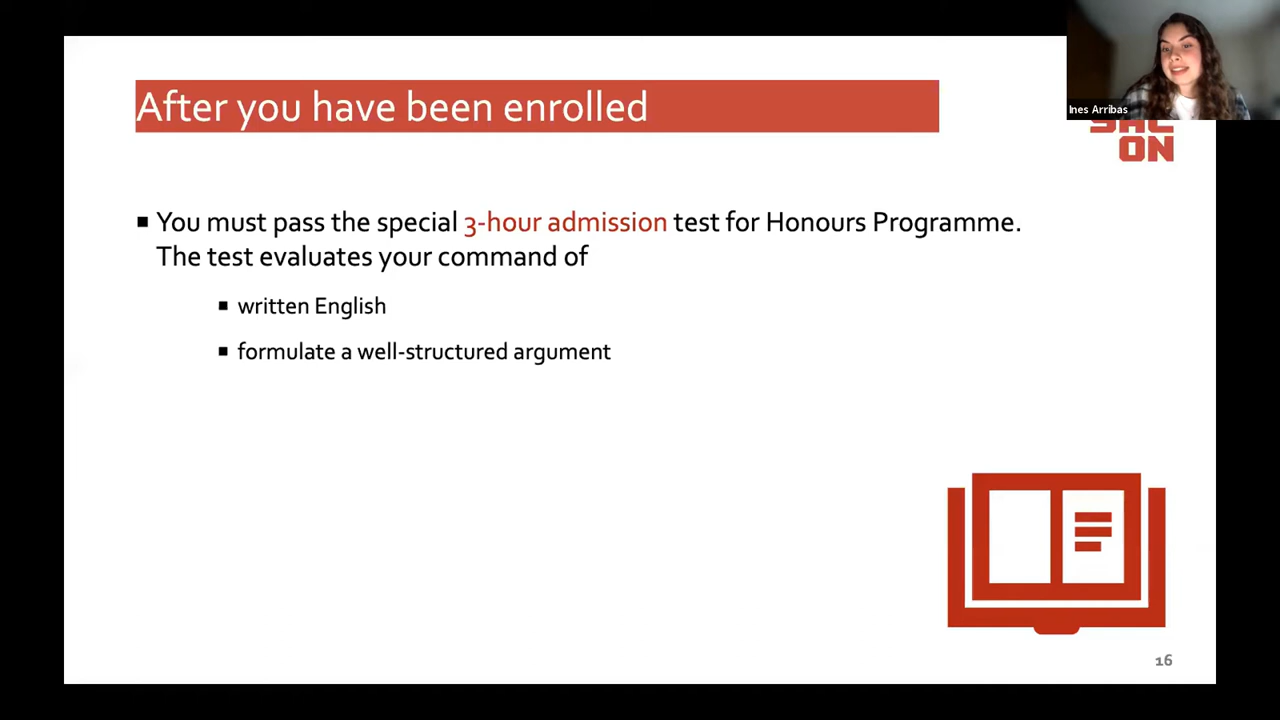 After you have been enrolled
Ines Arribas
ON
■ You must pass the special 3-hour admission test for Honours Programme.
The test evaluates your command of
■ written English
■ formulate a well-structured argument
16